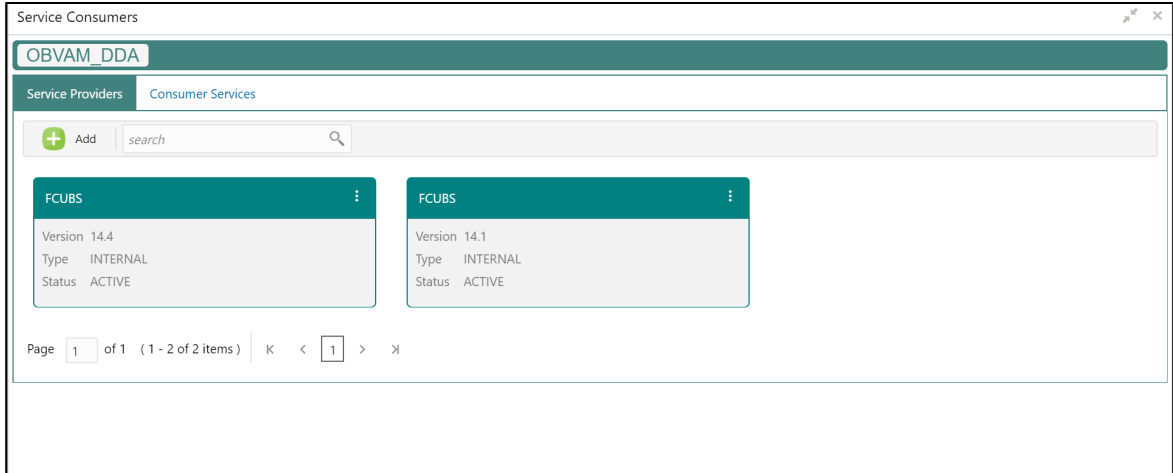 Service Consumers
OBVAM_DDA
Service Providers Consumer Services
Add search
FCUBS FCUBS
Version 14.4 Version 14.1
Type INTERNAL Type INTERNAL
Status ACTIVE Status ACTIVE
Page 1 of 1 ( 1 - 2 of 2 items ) 1